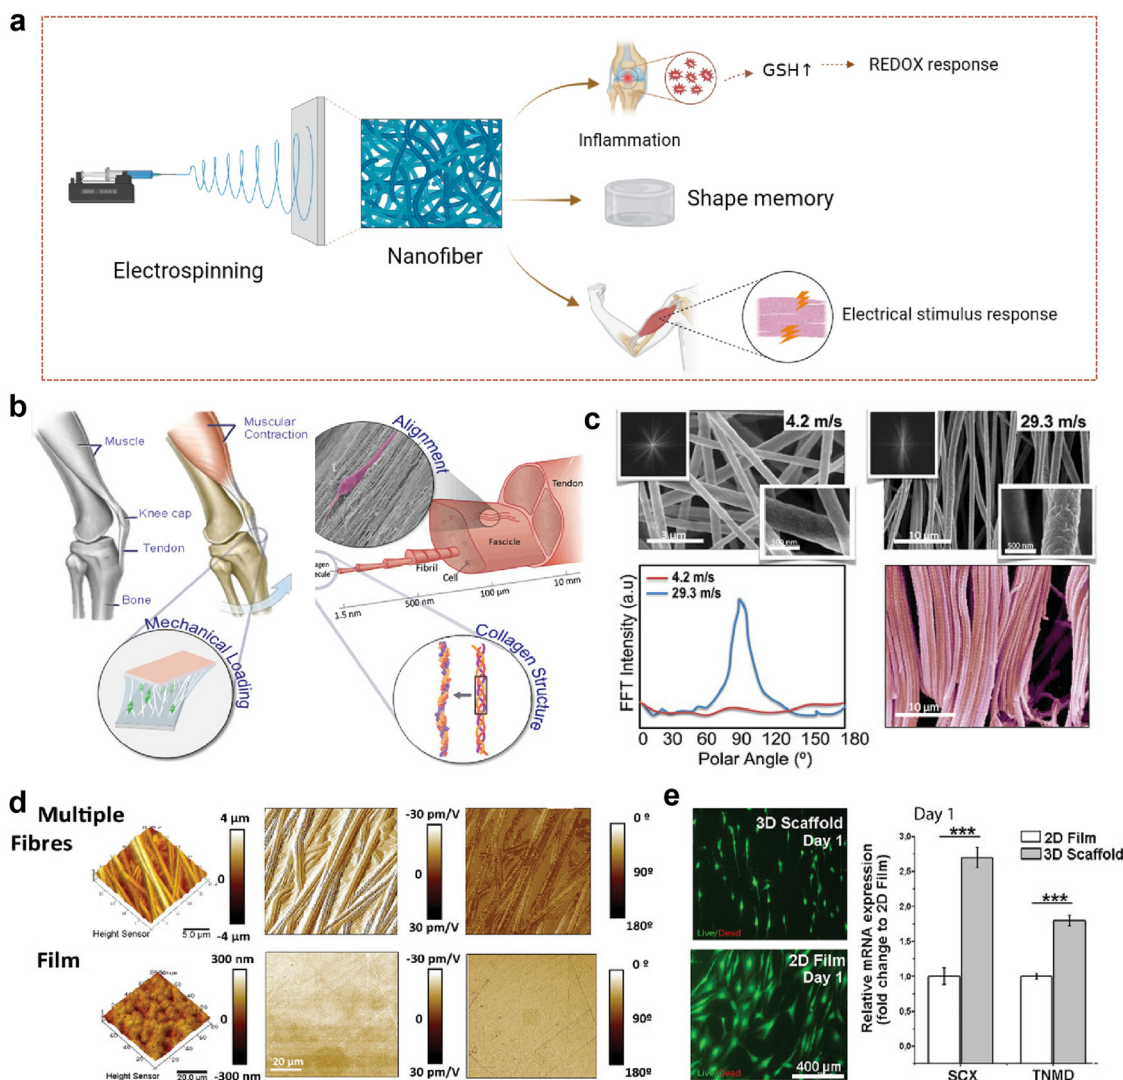 a
GSH↑
REDOX response
Inflammation
Shape memory
Electrospinning
Nanofiber
Electrical stimulus response
b
Muscle
Muscular
Contraction
Knee cap
Tendon
Bone
Mechanical Loading
Alignment
Tendon
Fascicle
Fibril
Cell
1.5 nm
500 nm
100 µm
10 mm
Collagen Structure
c
4.2 m/s
500 nm
29.3 m/s
10 µm
500 nm
FFT Intensity (a.u)
4.2 m/s
29.3 m/s
0 30 60 90 120 150 180
Polar Angle (º)
10 µm
d
Multiple
Fibres
4 µm
0
-4 µm
Height Sensor
5.0 µm
-30 pm/V
0
30 pm/V
0 º
90º
180º
Film
300 nm
0
-300 nm
Height Sensor
20.0 µm
20 µm
-30 pm/V
0
30 pm/V
0 º
90º
180º
e
3D Scaffold
Day 1
Live/Dead
2D Film
Day 1
Live/Dead
400 µm
Day 1
Relative mRNA expression
(fold change to 2D Film)
3,0
2,5
2,0
1,5
1,0
0,5
0,0
***
***
2D Film
3D Scaffold
SCX
TNMD